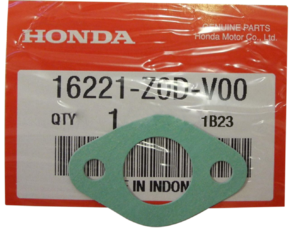 HONDA
GENUINE PARTS
Honda Motor Co., Ltd.
16221-Z0D-V00
QTY 1 1B23
E IN INDON